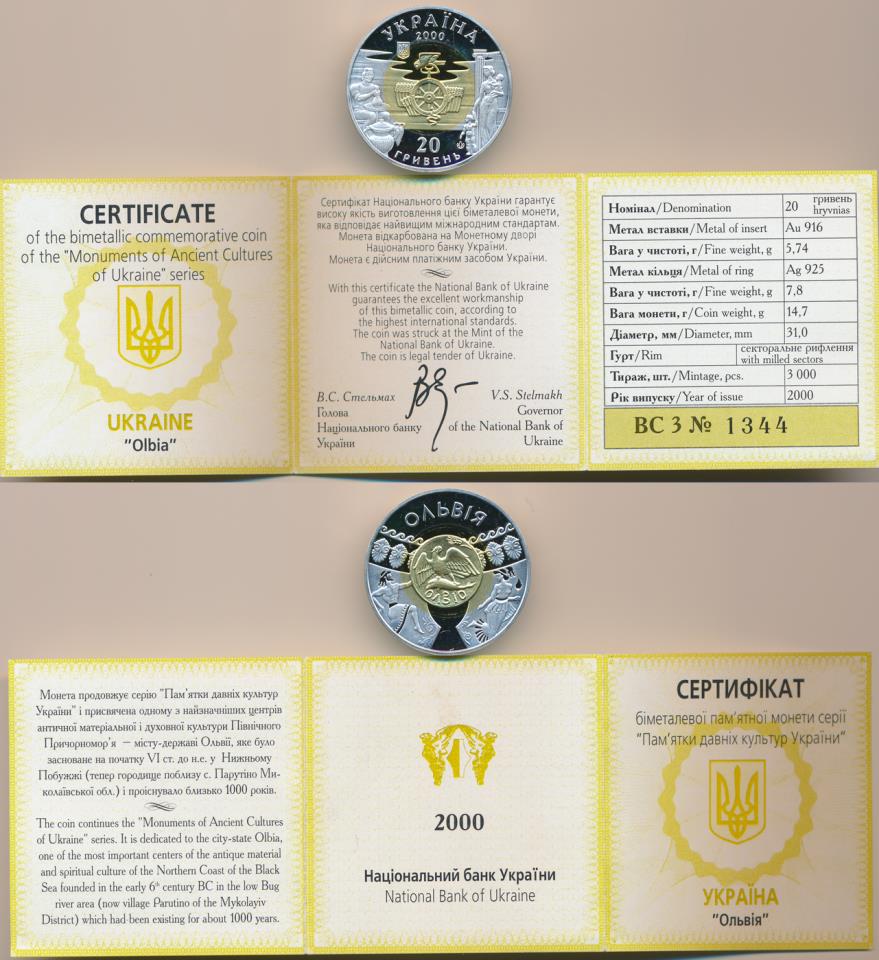 УКРАЇНА
2000
20
ГРИВЕНЬ
CERTIFICATE
of the bimetallic commemorative coin
of the "Monuments of Ancient Cultures
of Ukraine" series
UKRAINE
"Olbia"
Сертифікат Національного банку України гарантує
високу якість виготовлення цієї біметалевої монети,
яка відповідає найвищим міжнародним стандартам.
Монета відкарбована на Монетному дворі
Національного банку України.
Монета є дійсним платіжним засобом України.
With this certificate the National Bank of Ukraine
guarantees the excellent workmanship
of this bimetallic coin, according to
the highest international standards.
The coin was struck at the Mint of the
National Bank of Ukraine.
The coin is legal tender of Ukraine.
В.С. Стельмах
Голова
Національного банку
України
V.S. Stelmakh
Governor
of the National Bank of
Ukraine
Номінал/Denomination 20 гривень hryvnias
Метал вставки/Metal of insert Au 916
Вага у чистоті, г/Fine weight, g 5,74
Метал кільця/Metal of ring Ag 925
Вага у чистоті, г/Fine weight, g 7,8
Вага монети, г/Coin weight, g 14,7
Діаметр, мм/Diameter, mm 31,0
Гурт/Rim секторальне рифлення with milled sectors
Тираж, шт./Mintage, pcs. 3 000
Рік випуску/Year of issue 2000
ВС 3 № 1344
ОЛЬВІЯ
ΟΛΒΙΟ
Монета продовжує серію "Пам'ятки давніх культур
України" і присвячена одному з найзначніших центрів
античної матеріальної і духовної культури Північного
Причорномор'я – місту-державі Ольвії, яке було
засноване на початку VI ст. до н.е. у Нижньому
Побужжі (тепер городище поблизу с. Парутіно Ми-
колаївської обл.) і проіснувало близько 1000 років.
The coin continues the "Monuments of Ancient Cultures
of Ukraine" series. It is dedicated to the city-state Olbia,
one of the most important centers of the antique material
and spiritual culture of the Northern Coast of the Black
Sea founded in the early 6th century BC in the low Bug
river area (now village Parutino of the Mykolayiv
District) which had been existing for about 1000 years.
2000
Національний банк України
National Bank of Ukraine
СЕРТИФІКАТ
біметалевої пам'ятної монети серії
"Пам'ятки давніх культур України"
УКРАЇНА
"Ольвія"